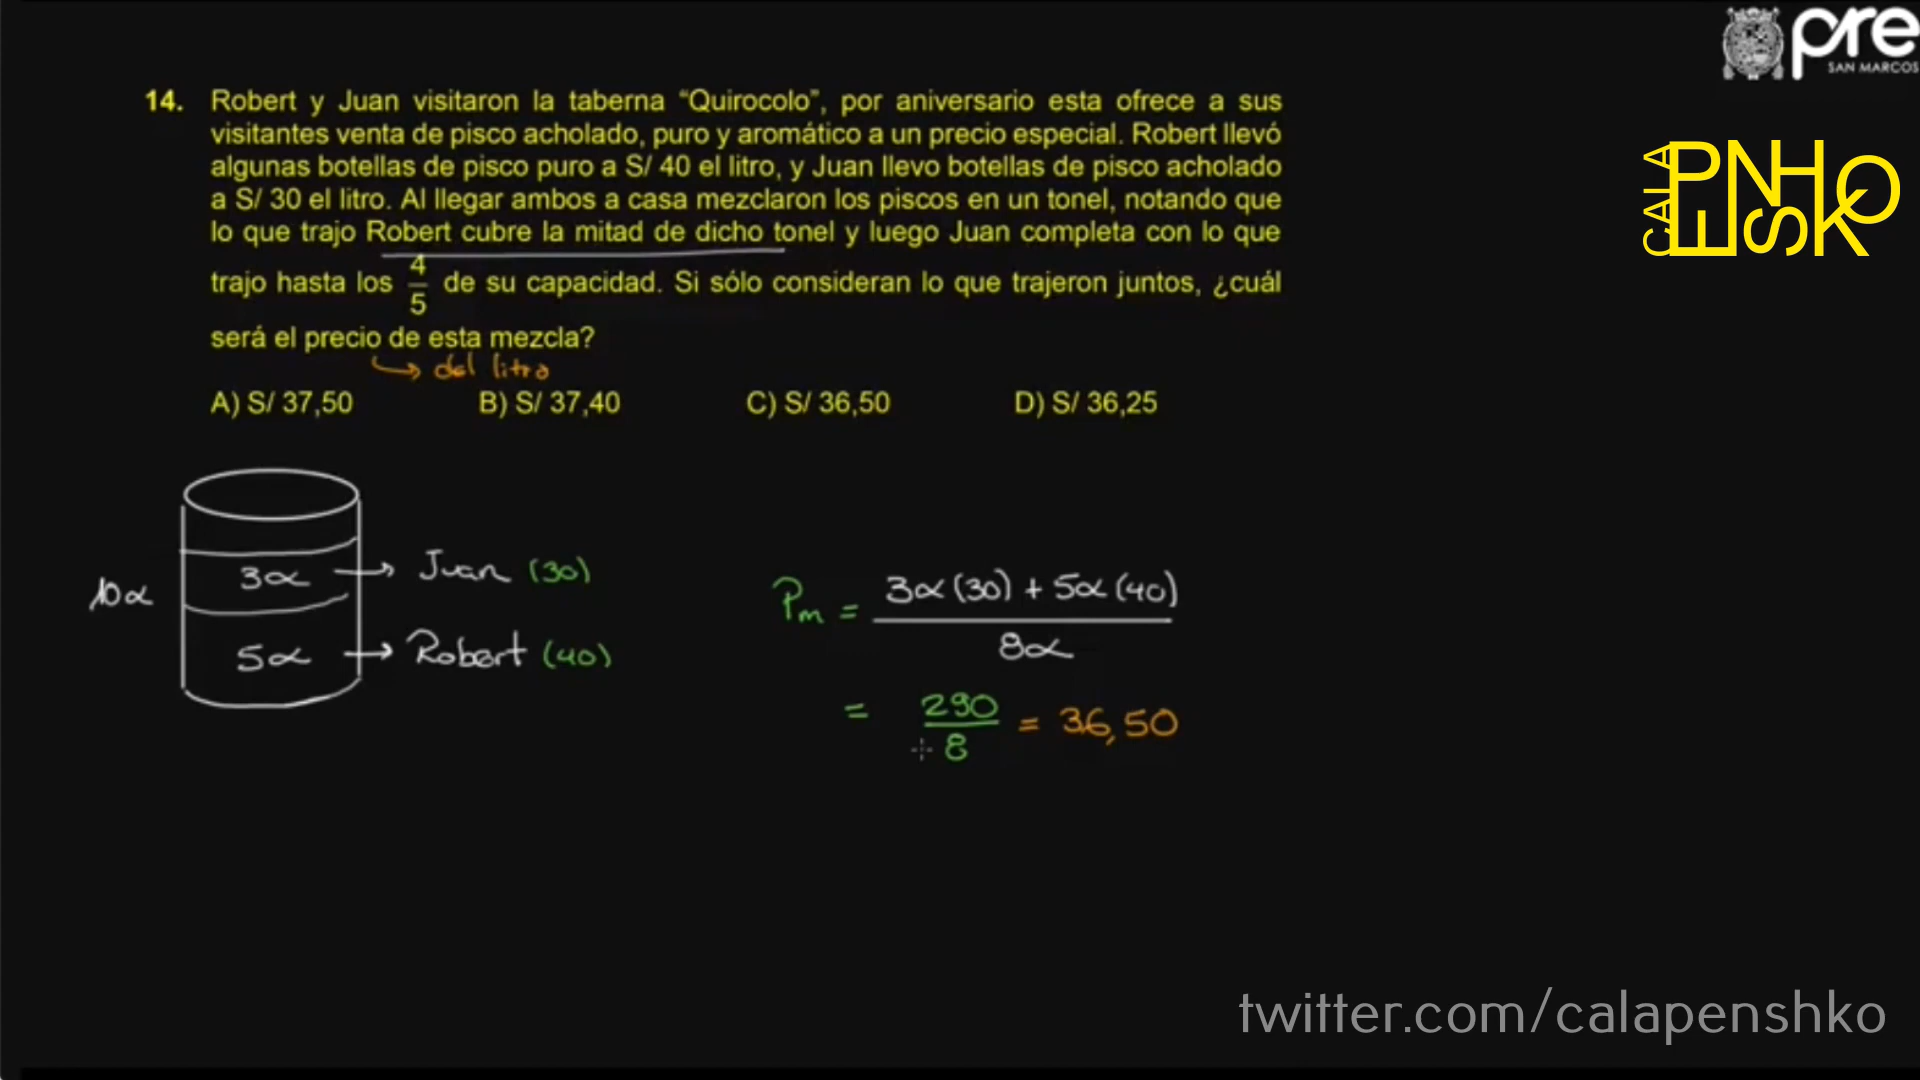 pre
SAN MARCOS
CALA
PENSHKO
14. Robert y Juan visitaron la taberna “Quirocolo”, por aniversario esta ofrece a sus
visitantes venta de pisco acholado, puro y aromático a un precio especial. Robert llevó
algunas botellas de pisco puro a S/ 40 el litro, y Juan llevo botellas de pisco acholado
a S/ 30 el litro. Al llegar ambos a casa mezclaron los piscos en un tonel, notando que
lo que trajo Robert cubre la mitad de dicho tonel y luego Juan completa con lo que
trajo hasta los 4/5 de su capacidad. Si sólo consideran lo que trajeron juntos, ¿cuál
será el precio de esta mezcla?
del litro
A) S/ 37,50 B) S/ 37,40 C) S/ 36,50 D) S/ 36,25
10α
3α → Juan (30)
5α → Robert (40)
Pm = 3α(30) + 5α(40)
8α
= 290/8 = 36,50
twitter.com/calapenshko